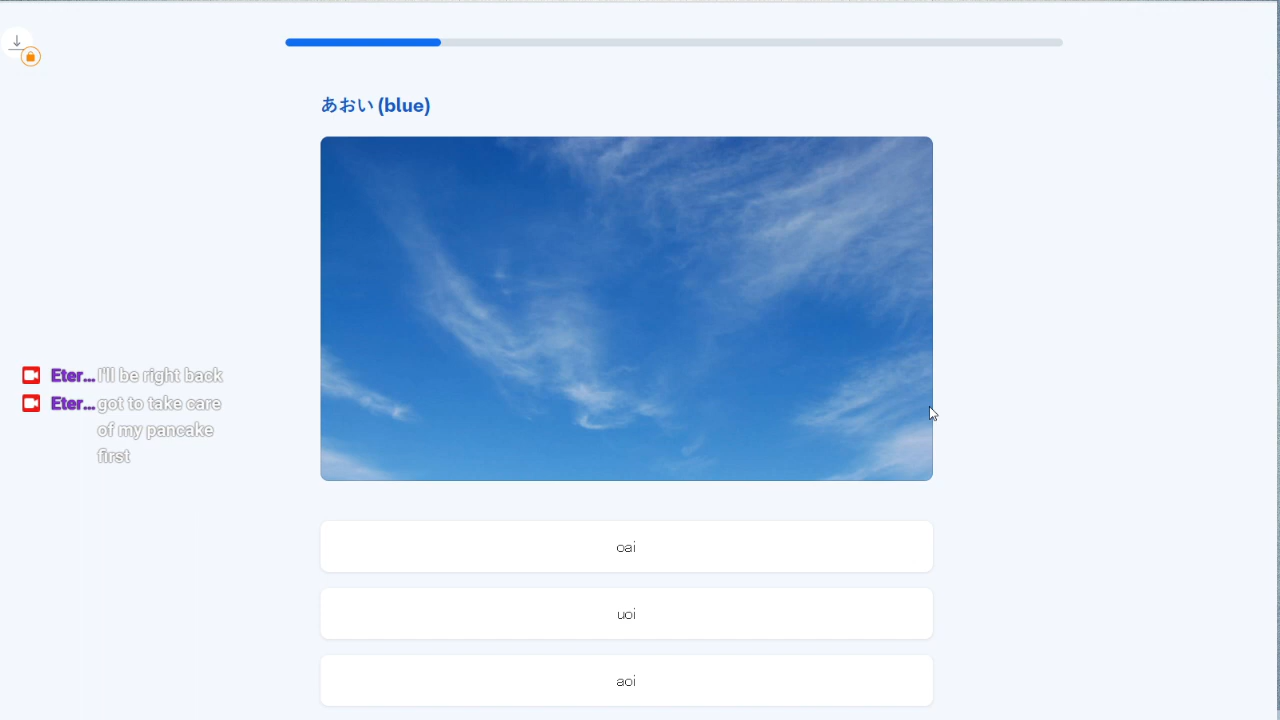 あおい (blue)
Eter... I'll be right back
Eter... got to take care
of my pancake
first
oai
uoi
aoi